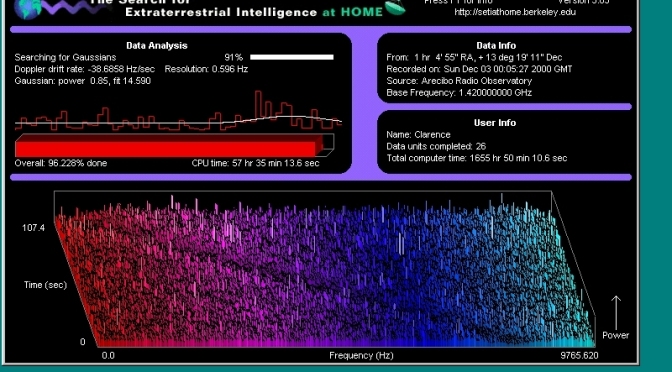 The Search for
Extraterrestrial Intelligence at HOME
Press F1 for Info
Version 3.03
http://setiathome.berkeley.edu
Data Analysis
Searching for Gaussians 91%
Doppler drift rate: -38.6858 Hz/sec Resolution: 0.596 Hz
Gaussian: power 0.85, fit 14.590
Overall: 96.228% done CPU time: 57 hr 35 min 13.6 sec
Data Info
From: 1 hr 4' 55" RA, + 13 deg 19' 11" Dec
Recorded on: Sun Dec 03 00:05:27 2000 GMT
Source: Arecibo Radio Observatory
Base Frequency: 1.420000000 GHz
User Info
Name: Clarence
Data units completed: 26
Total computer time: 1655 hr 50 min 10.6 sec
107.4
Time (sec)
0
0.0 Frequency (Hz) 9765.620
Power